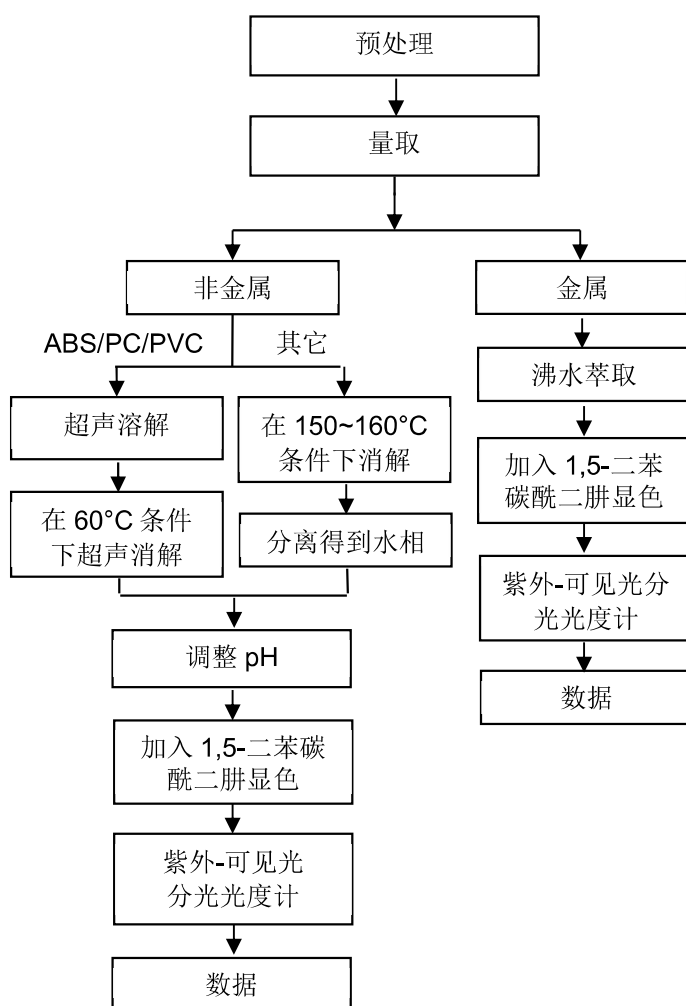 预处理
量取
非金属
金属
ABS/PC/PVC
其它
超声溶解
在 60°C 条件
下超声消解
在 150~160°C
条件下消解
分离得到水相
调整 pH
加入 1,5-二苯碳
酰二肼显色
紫外-可见光
分光光度计
数据
沸水萃取
加入 1,5-二苯
碳酰二肼显色
紫外-可见光分
光光度计
数据